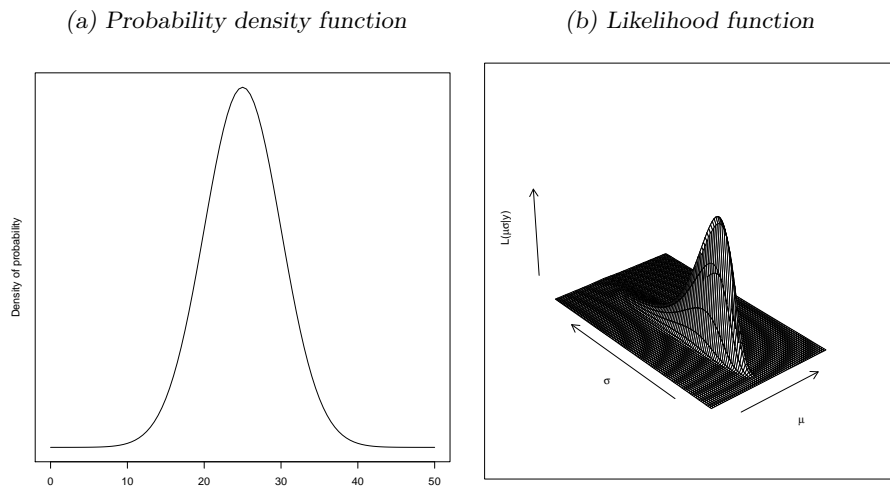 (a) Probability density function
(b) Likelihood function
Density of probability
0 10 20 30 40 50
L(μσ|y)
σ
μ